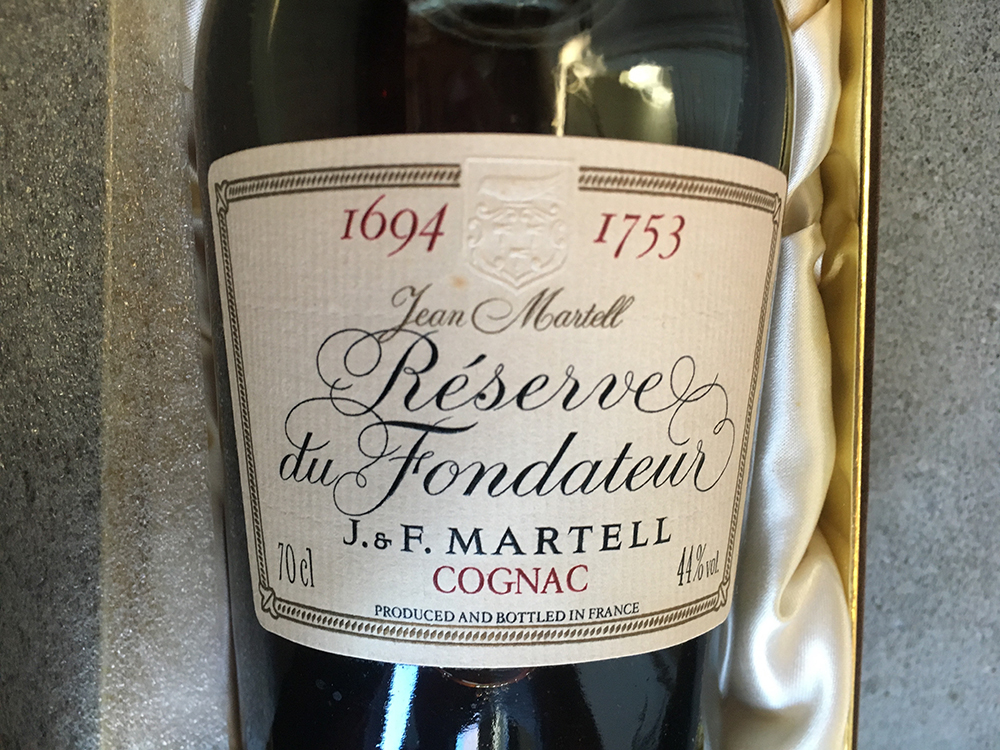 1694 1753
Jean Martell
Réserve
du Fondateur
J. & F. MARTELL
70 cl COGNAC 44% vol.
PRODUCED AND BOTTLED IN FRANCE